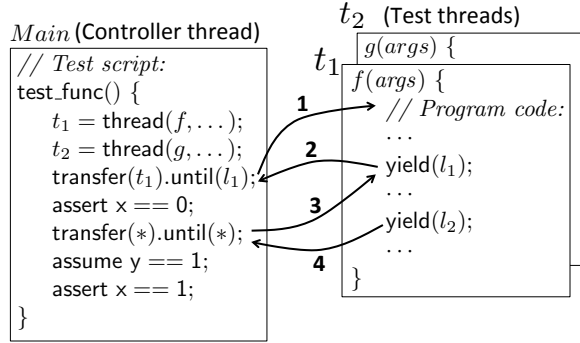 Main (Controller thread)
// Test script:
test_func() {
t₁ = thread(f, . . . );
t₂ = thread(g, . . . );
transfer(t₁).until(l₁);
assert x == 0;
transfer(∗).until(∗);
assume y == 1;
assert x == 1;
}
1
2
3
4
t₂ (Test threads)
g(args) {
t₁
f(args) {
// Program code:
. . .
yield(l₁);
. . .
yield(l₂);
. . .
}